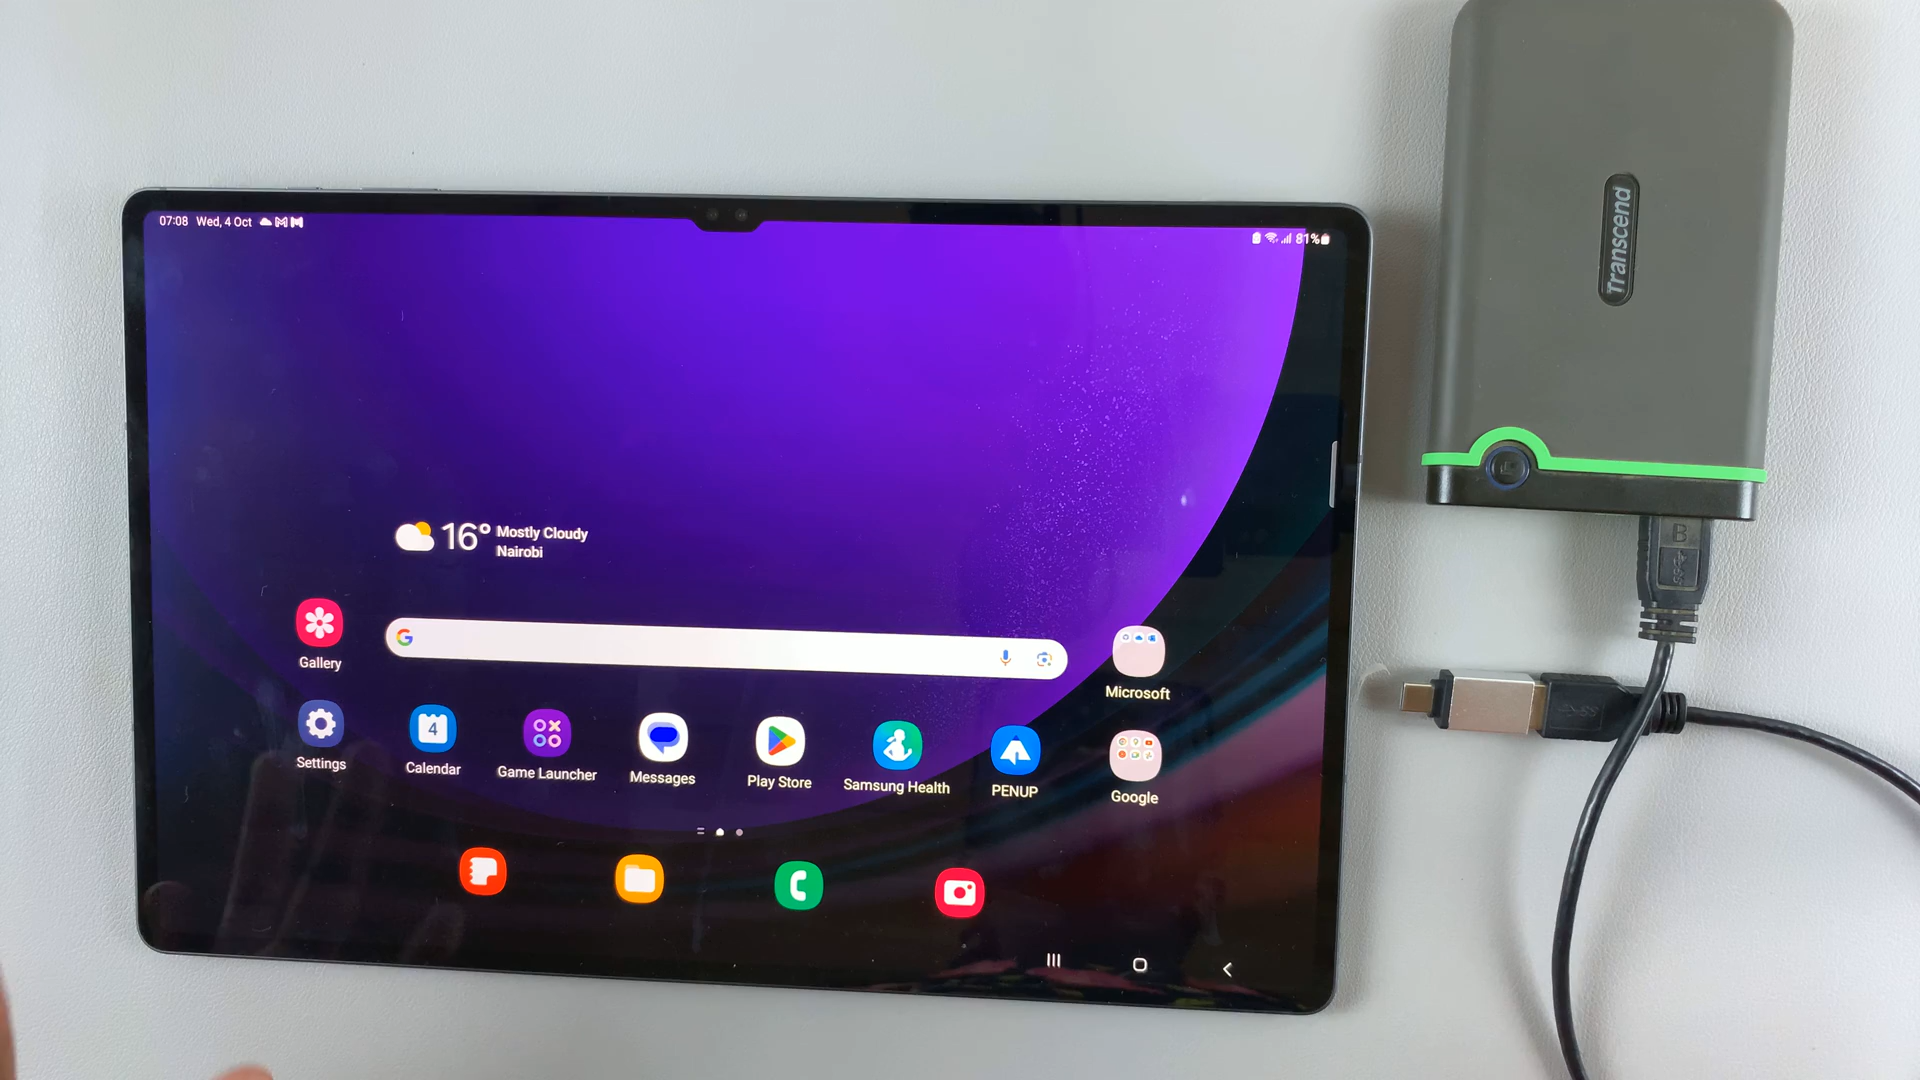 07:08 Wed, 4 Oct
81%
16° Mostly Cloudy
Nairobi
Gallery
G
Microsoft
Settings
4
Calendar
Game Launcher
Messages
Play Store
Samsung Health
PENUP
Google
Transcend
B